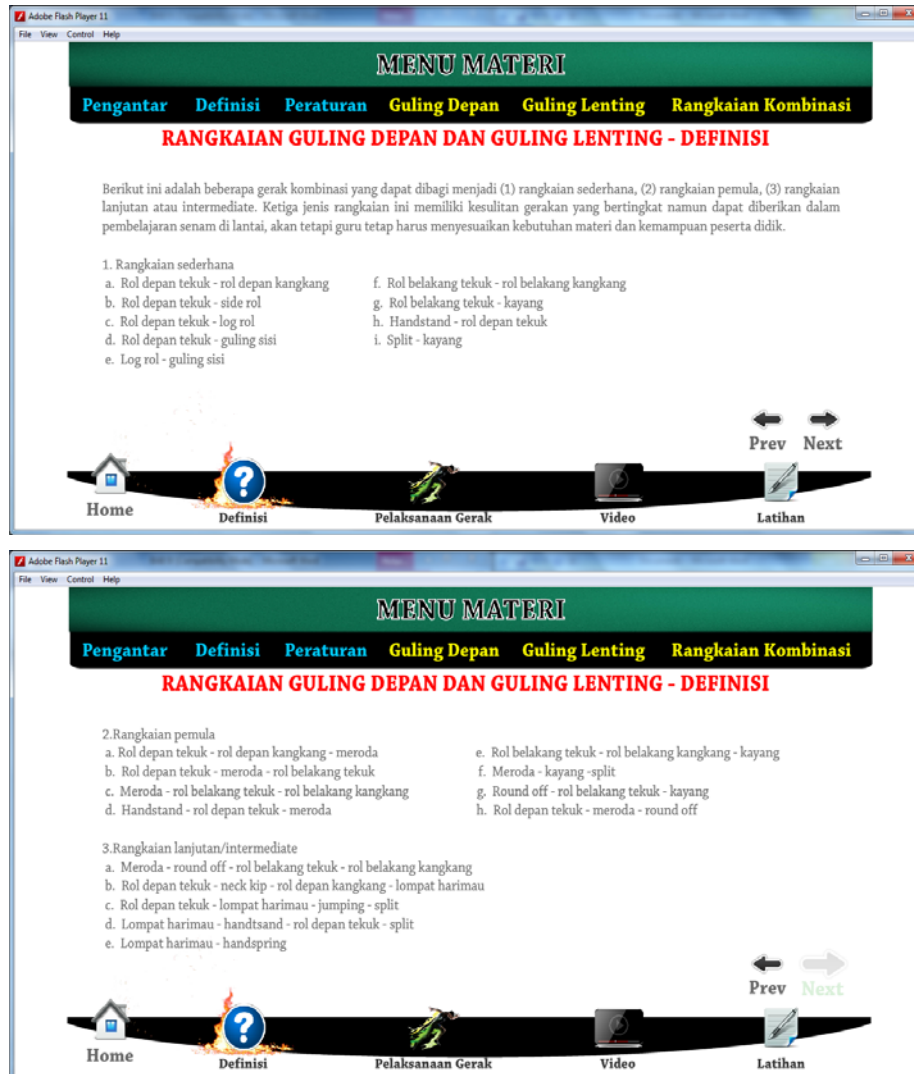 Adobe Flash Player 11
File View Control Help
MENU MATERI
Pengantar Definisi Peraturan Guling Depan Guling Lenting Rangkaian Kombinasi
RANGKAIAN GULING DEPAN DAN GULING LENTING - DEFINISI
Berikut ini adalah beberapa gerak kombinasi yang dapat dibagi menjadi (1) rangkaian sederhana, (2) rangkaian pemula, (3) rangkaian
lanjutan atau intermediate. Ketiga jenis rangkaian ini memiliki kesulitan gerakan yang bertingkat namun dapat diberikan dalam
pembelajaran senam di lantai, akan tetapi guru tetap harus menyesuaikan kebutuhan materi dan kemampuan peserta didik.
1. Rangkaian sederhana
a. Rol depan tekuk - rol depan kangkang
b. Rol depan tekuk - side rol
c. Rol depan tekuk - log rol
d. Rol depan tekuk - guling sisi
e. Log rol - guling sisi
f. Rol belakang tekuk - rol belakang kangkang
g. Rol belakang tekuk - kayang
h. Handstand - rol depan tekuk
i. Split - kayang
Prev Next
Home Definisi Pelaksanaan Gerak Video Latihan
Adobe Flash Player 11
File View Control Help
MENU MATERI
Pengantar Definisi Peraturan Guling Depan Guling Lenting Rangkaian Kombinasi
RANGKAIAN GULING DEPAN DAN GULING LENTING - DEFINISI
2.Rangkaian pemula
a. Rol depan tekuk - rol depan kangkang - meroda
b. Rol depan tekuk - meroda - rol belakang tekuk
c. Meroda - rol belakang tekuk - rol belakang kangkang
d. Handstand - rol depan tekuk - meroda
e. Rol belakang tekuk - rol belakang kangkang - kayang
f. Meroda - kayang -split
g. Round off - rol belakang tekuk - kayang
h. Rol depan tekuk - meroda - round off
3.Rangkaian lanjutan/intermediate
a. Meroda - round off - rol belakang tekuk - rol belakang kangkang
b. Rol depan tekuk - neck kip - rol depan kangkang - lompat harimau
c. Rol depan tekuk - lompat harimau - jumping - split
d. Lompat harimau - handtsand - rol depan tekuk - split
e. Lompat harimau - handspring
Prev Next
Home Definisi Pelaksanaan Gerak Video Latihan